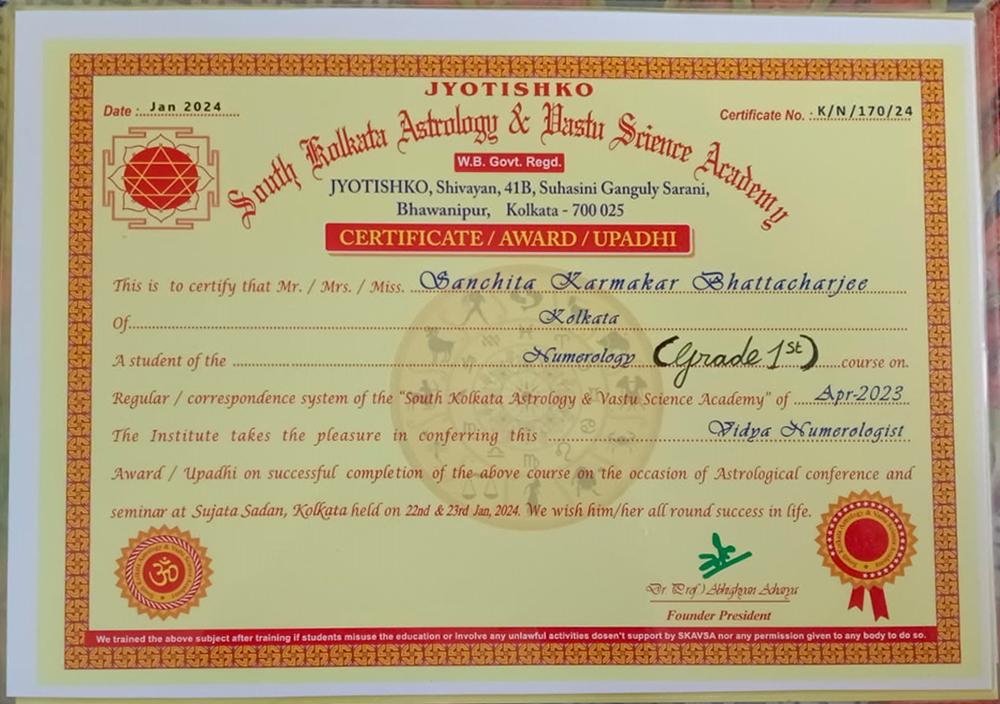 JYOTISHKO
Date : Jan 2024
Certificate No. : K/N/170/24
South Kolkata Astrology & Vastu Science Academy
W.B. Govt. Regd.
JYOTISHKO, Shivayan, 41B, Suhasini Ganguly Sarani,
Bhawanipur, Kolkata - 700 025
CERTIFICATE / AWARD / UPADHI
This is to certify that Mr. / Mrs. / Miss. Sanchita Karmakar Bhattacharjee
Of Kolkata
A student of the Numerology (Grade 1st) course on.
Regular / correspondence system of the "South Kolkata Astrology & Vastu Science Academy" of Apr-2023
The Institute takes the pleasure in conferring this Vidya Numerologist
Award / Upadhi on successful completion of the above course on the occasion of Astrological conference and
seminar at Sujata Sadan, Kolkata held on 22nd & 23rd Jan, 2024. We wish him/her all round success in life.
ॐ
Dr. (Prof.) Abhighyan Acharya
Founder President
We trained the above subject after training if students misuse the education or involve any unlawful activities dosen't support by SKAVSA nor any permission given to any body to do so.